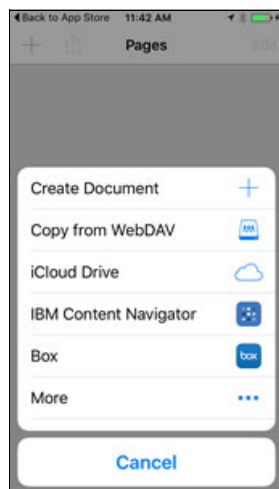 Back to App Store 11:42 AM
Pages Edit
Create Document
Copy from WebDAV
iCloud Drive
IBM Content Navigator
Box box
More
Cancel